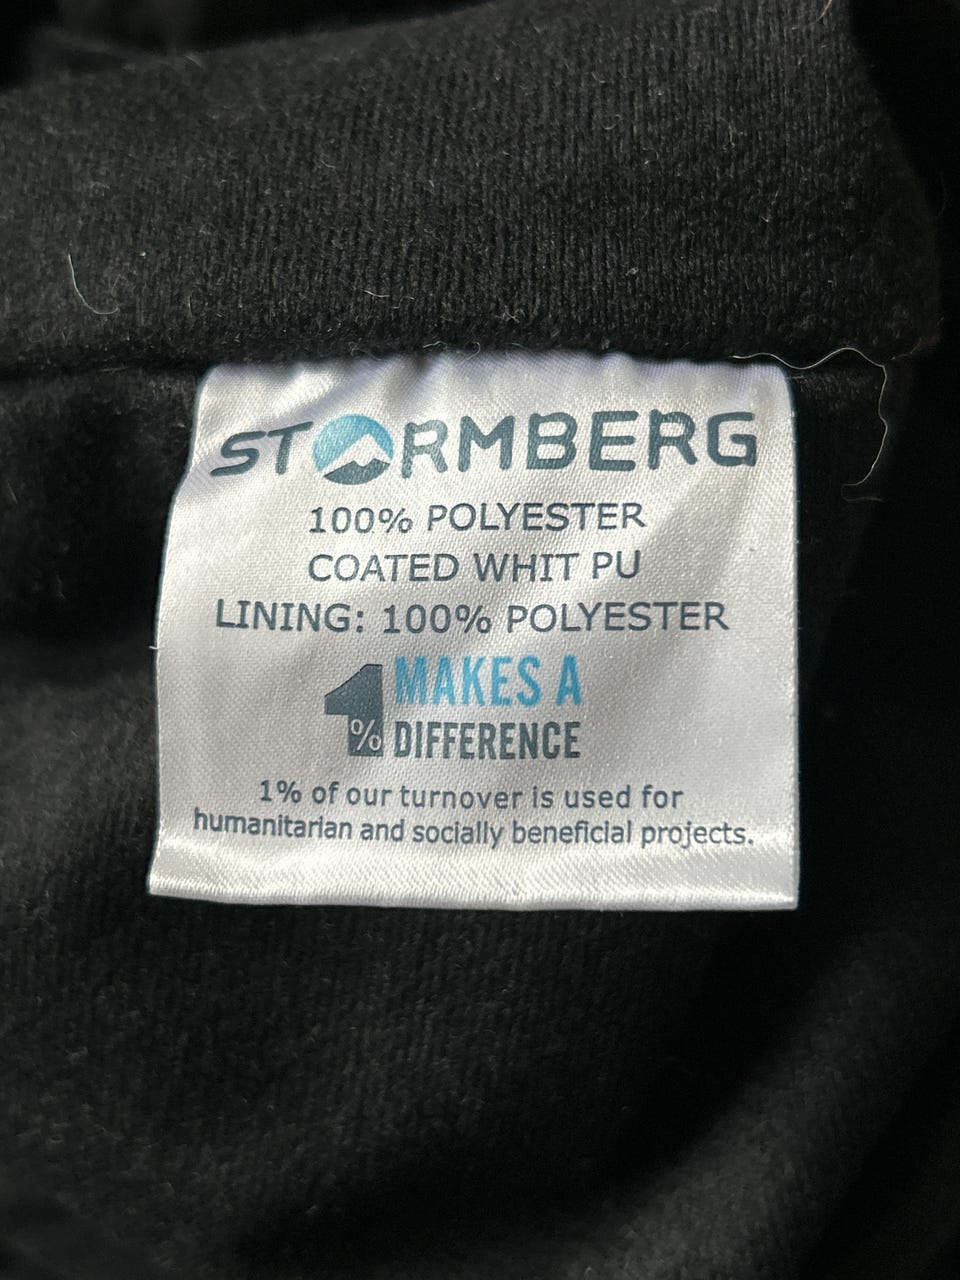 STORMBERG
100% POLYESTER
COATED WHIT PU
LINING: 100% POLYESTER
1% MAKES A
DIFFERENCE
1% of our turnover is used for
humanitarian and socially beneficial projects.